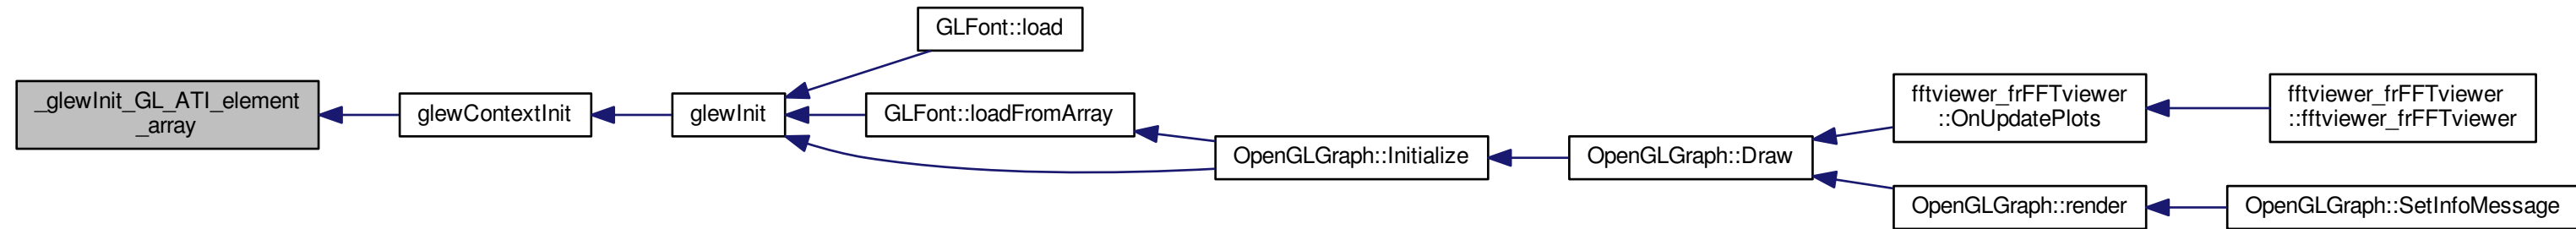 _glewInit_GL_ATI_element
_array
glewContextInit
glewInit
GLFont::load
GLFont::loadFromArray
OpenGLGraph::Initialize
OpenGLGraph::Draw
fftviewer_frFFTviewer
::OnUpdatePlots
fftviewer_frFFTviewer
::fftviewer_frFFTviewer
OpenGLGraph::render
OpenGLGraph::SetInfoMessage